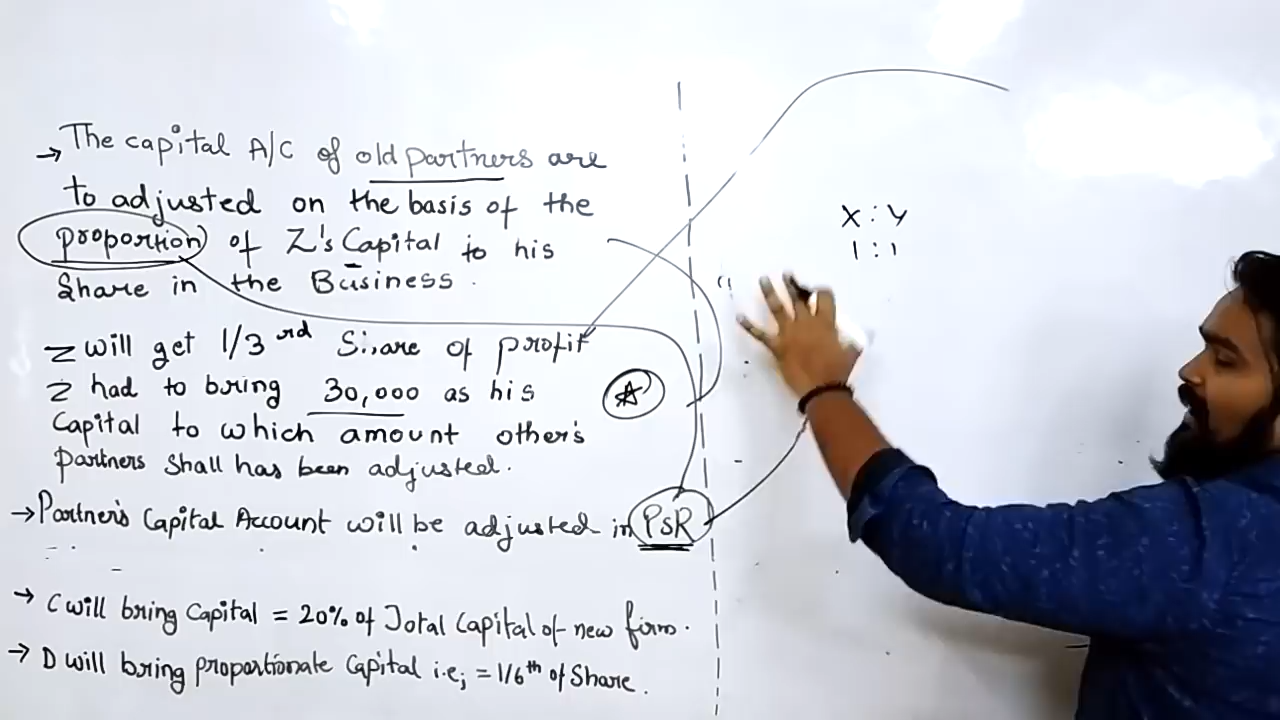 → The capital A/C of old partners are
to adjusted on the basis of the
proportion of Z's Capital to his
Share in the Business.
Z will get 1/3rd Share of profit
Z had to bring 30,000 as his
Capital to which amount other's
partners shall has been adjusted.
→ Partner's Capital Account will be adjusted in PSR
→ C will bring Capital = 20% of Total Capital of new firm.
→ D will bring proportionate Capital i.e; = 1/6th of Share.
X : Y
1 : 1